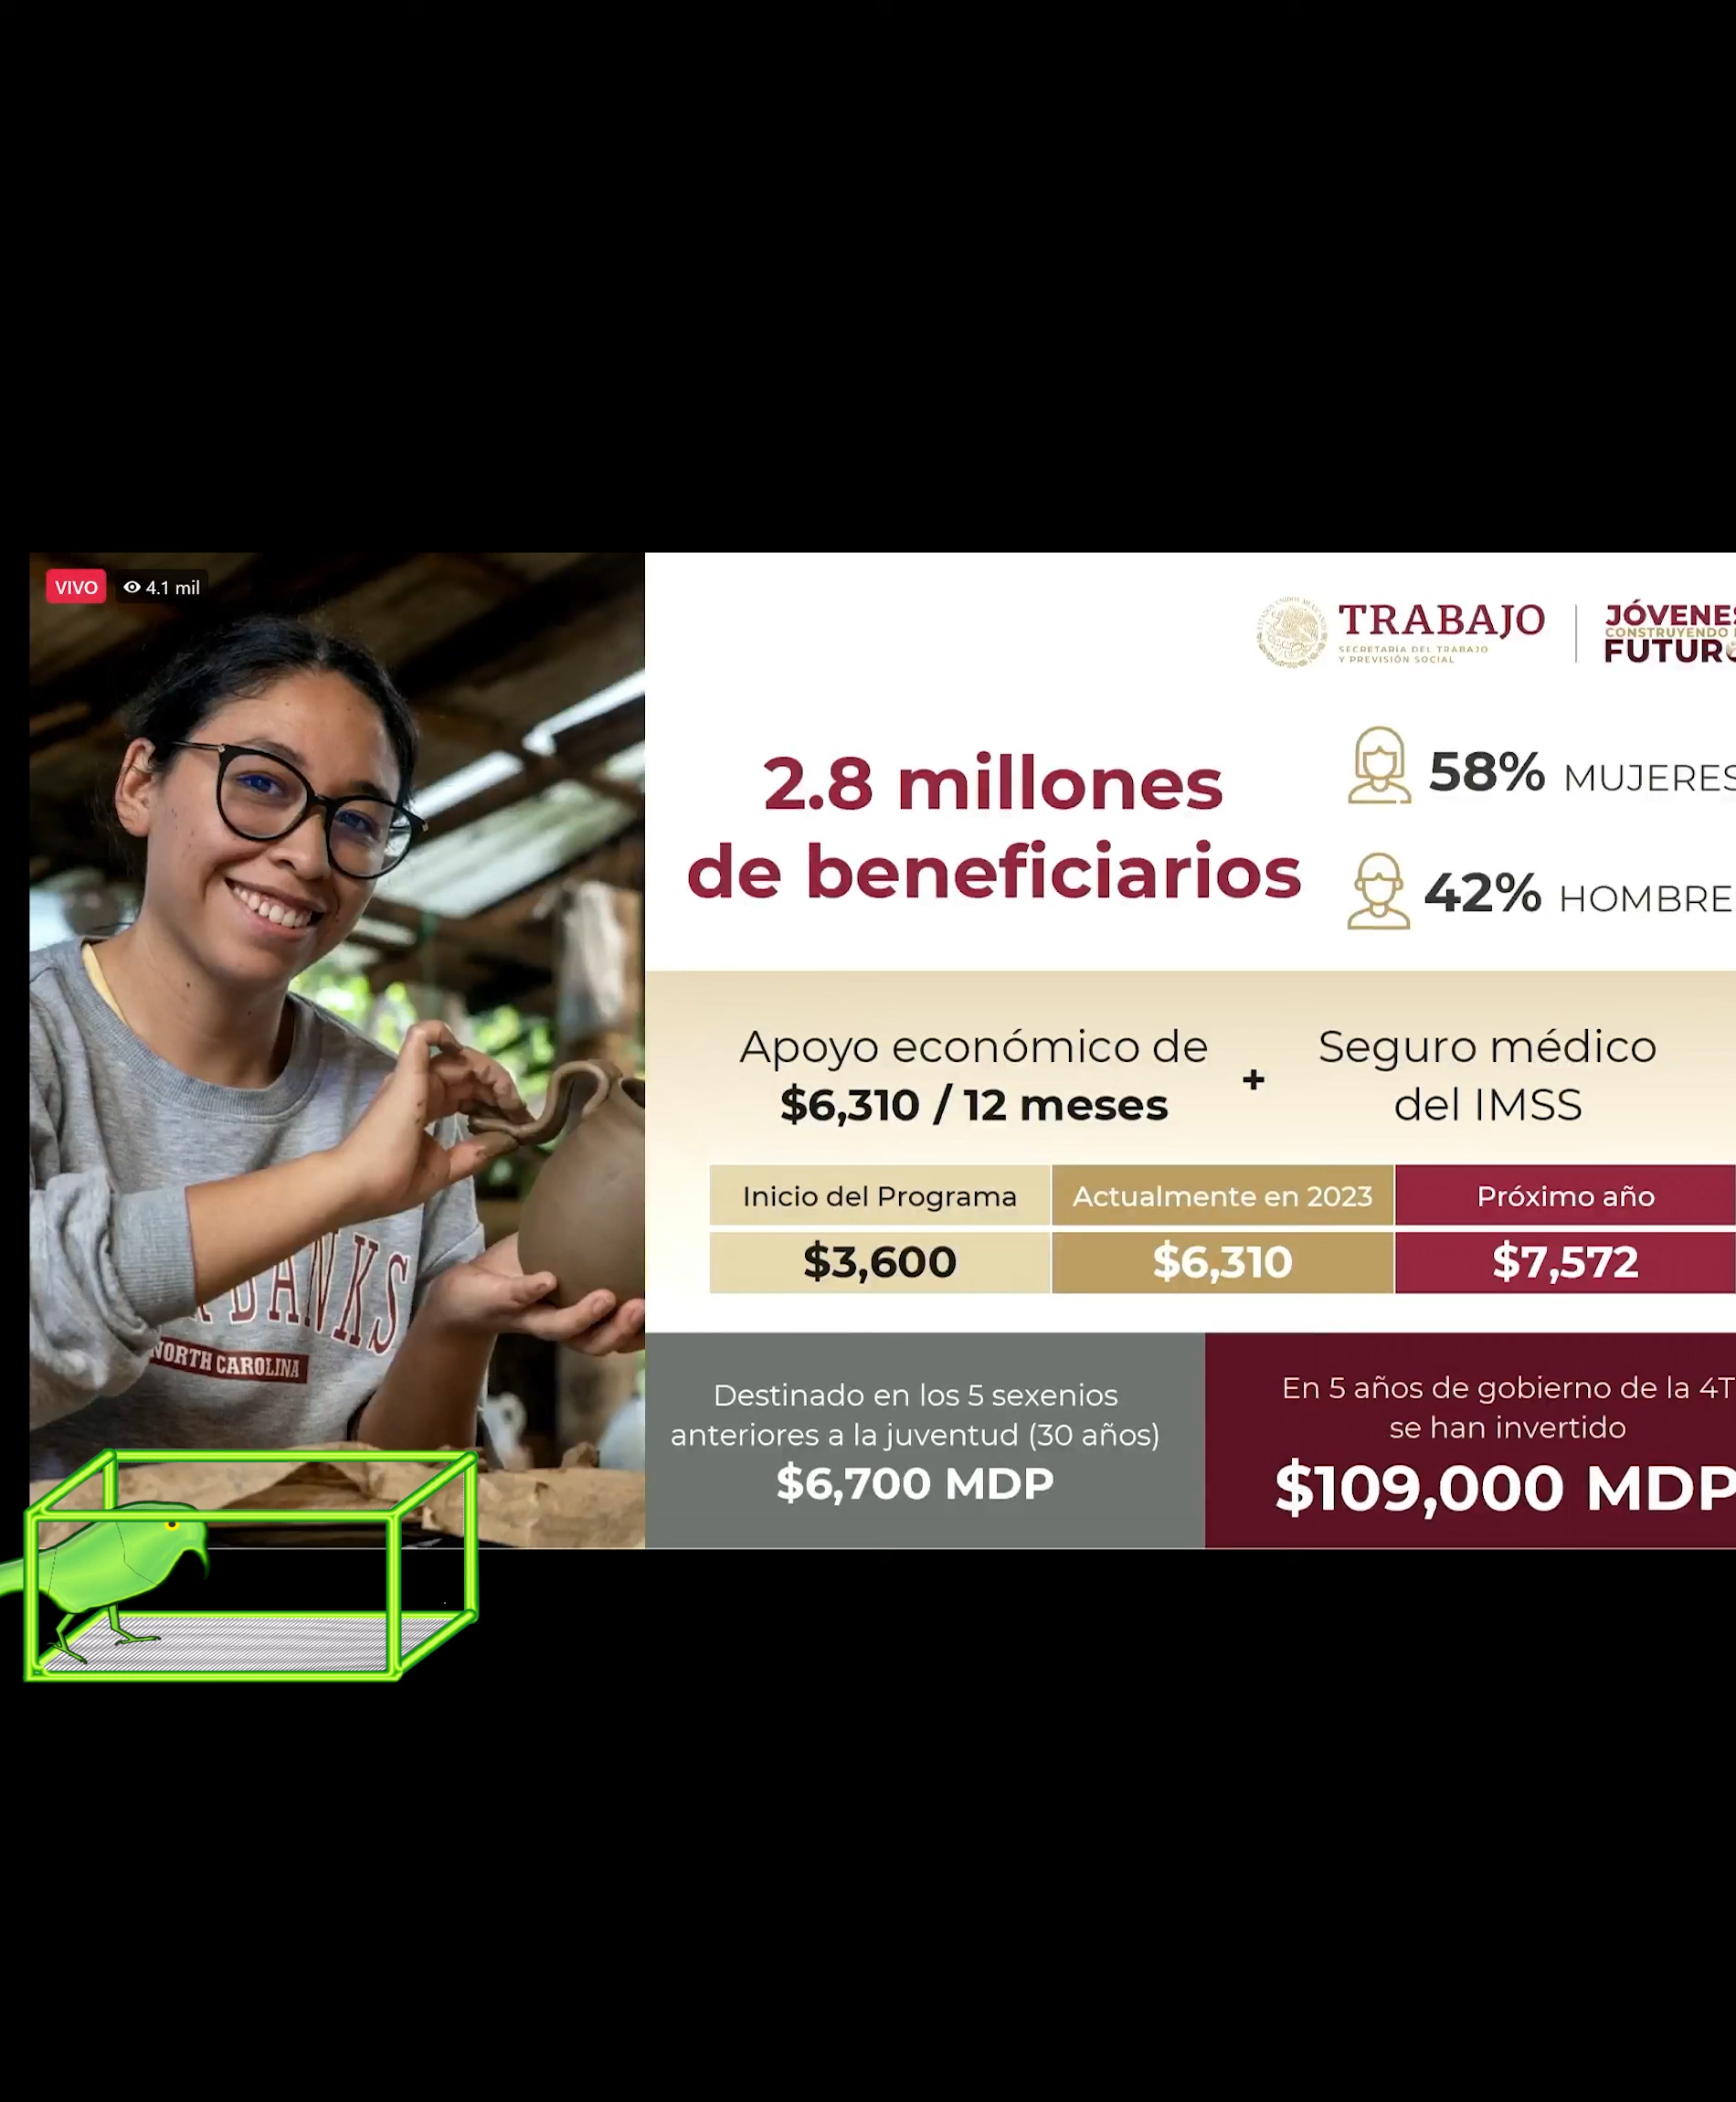 VIVO 4.1 mil
TRABAJO
SECRETARÍA DEL TRABAJO
Y PREVISIÓN SOCIAL
JÓVENES
CONSTRUYENDO
FUTURO
2.8 millones
de beneficiarios
58% MUJERES
42% HOMBRE
Apoyo económico de
$6,310 / 12 meses
+
Seguro médico
del IMSS
Inicio del Programa
Actualmente en 2023
Próximo año
$3,600
$6,310
$7,572
Destinado en los 5 sexenios
anteriores a la juventud (30 años)
$6,700 MDP
En 5 años de gobierno de la 4T
se han invertido
$109,000 MDP
NORTH CAROLINA